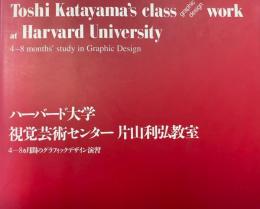 Toshi Katayama's class graphic design work
at Harvard University
4-8 months' study in Graphic Design
ハーバード大学
視覚芸術センター 片山利弘教室
4—8ヵ月間のグラフィックデザイン演習